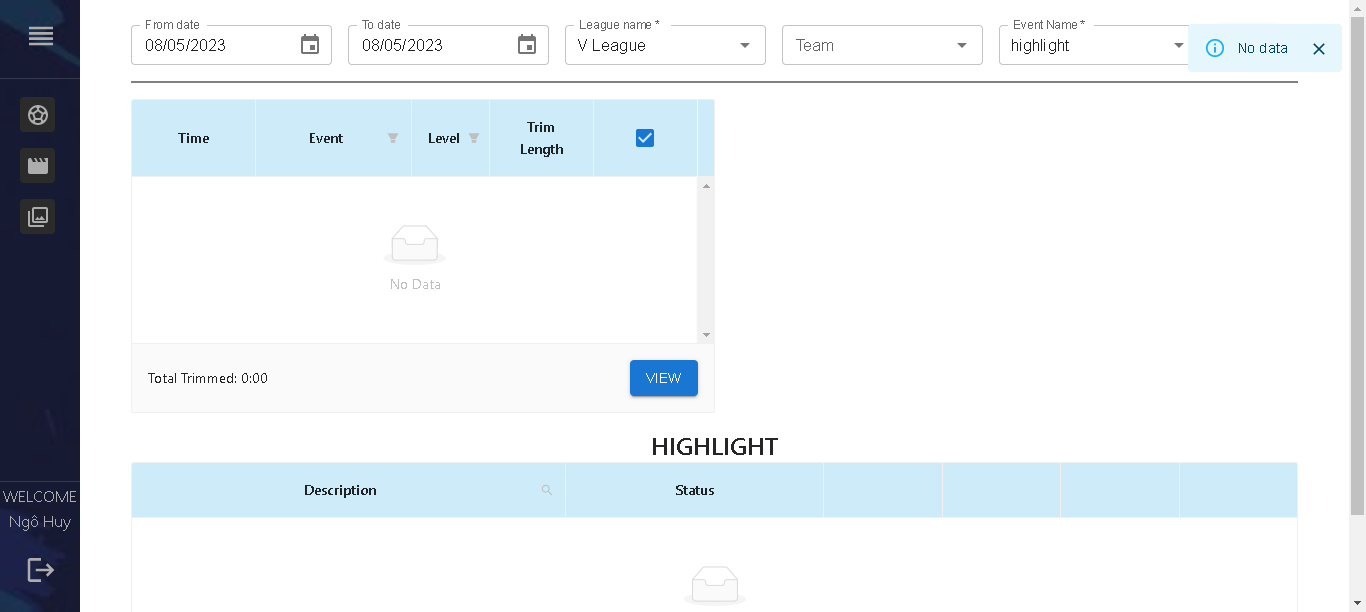 From date
To date
League name *
Event Name *
08/05/2023
08/05/2023
V League
Team
highlight
No data
Time
Event
Level
Trim
Length
No Data
Total Trimmed: 0:00
VIEW
HIGHLIGHT
Description
Status
WELCOME
Ngô Huy